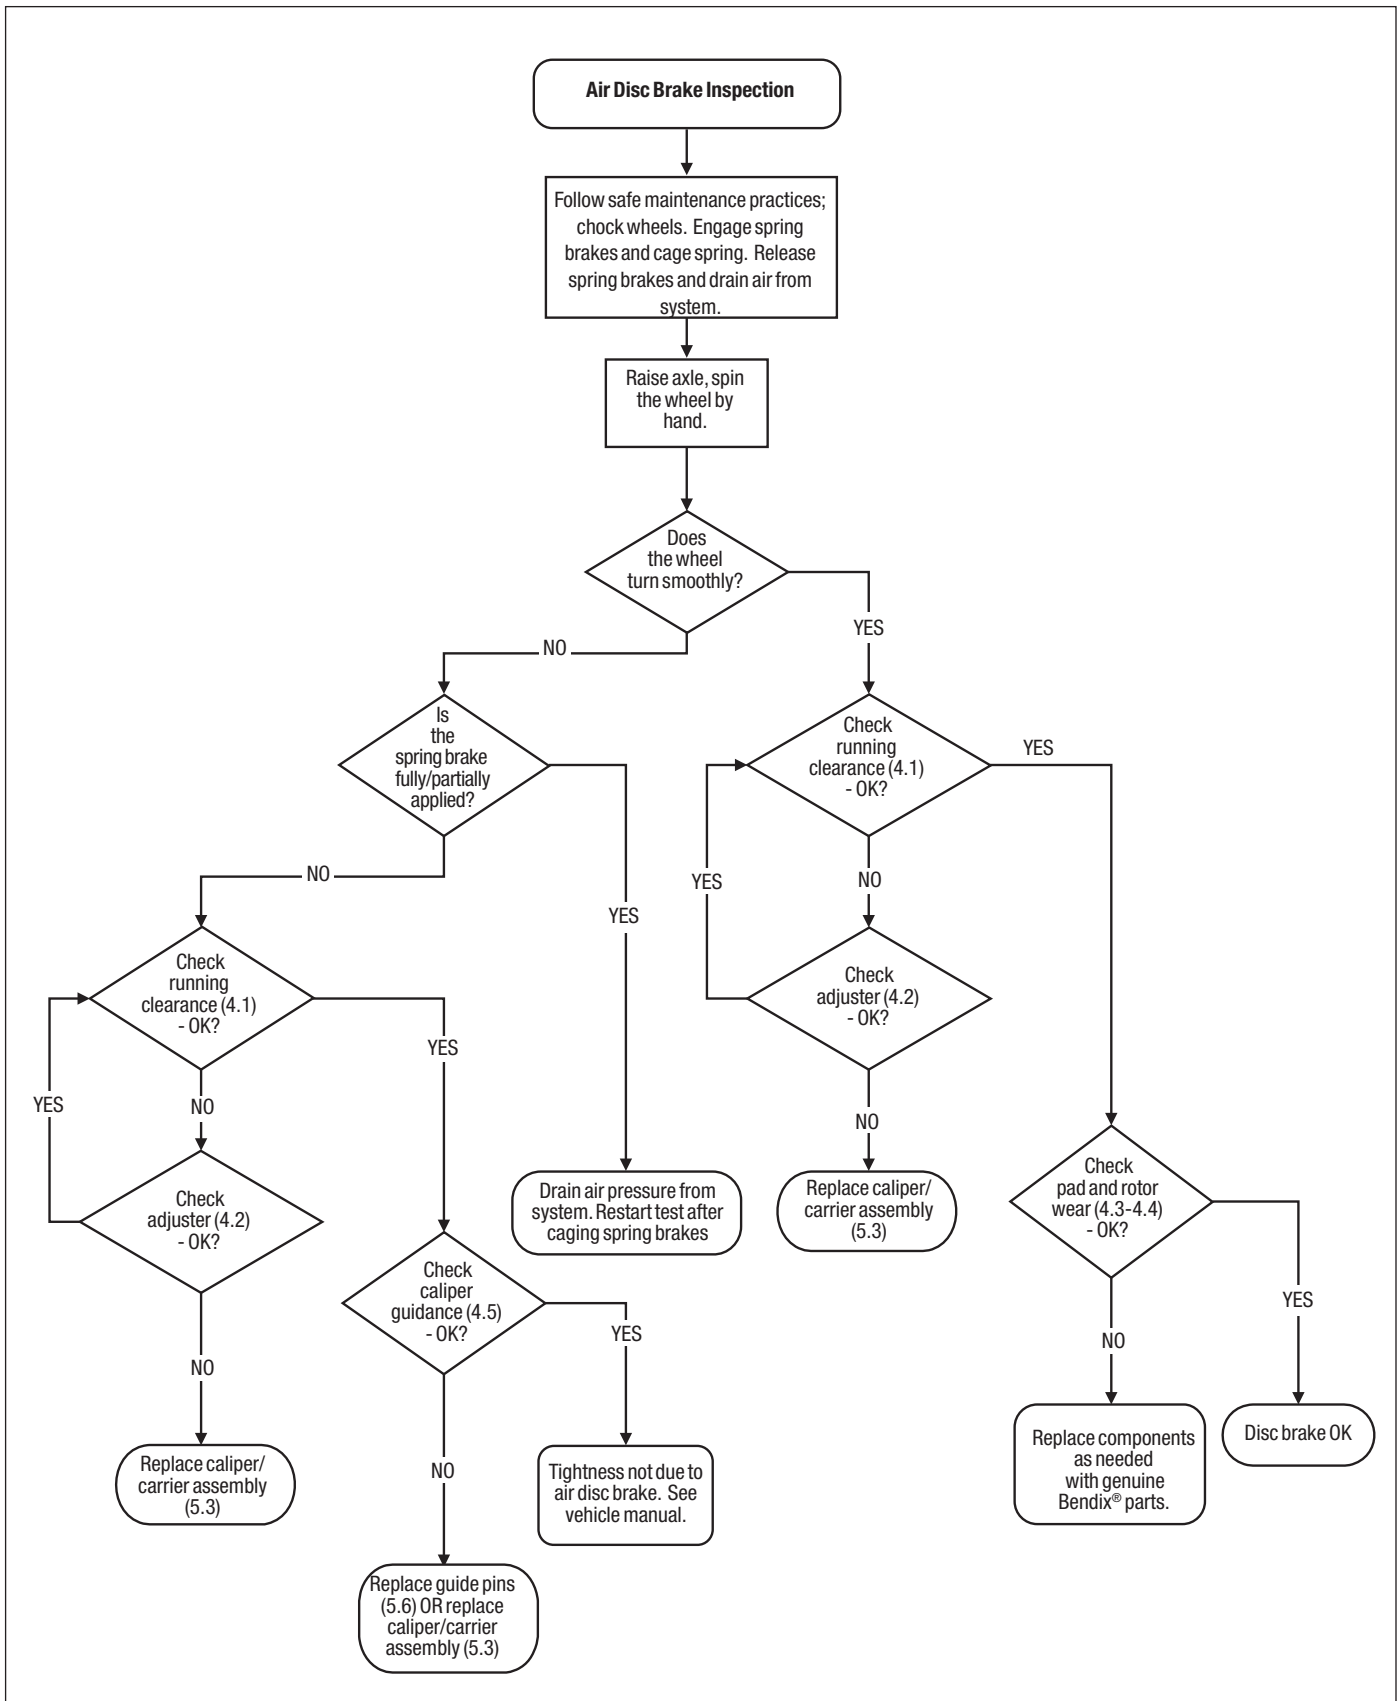 Air Disc Brake Inspection
Follow safe maintenance practices;
chock wheels. Engage spring
brakes and cage spring. Release
spring brakes and drain air from
system.
Raise axle, spin
the wheel by
hand.
Does
the wheel
turn smoothly?
NO
YES
Is
the
spring brake
fully/partially
applied?
Check
running
clearance (4.1)
- OK?
YES
NO
YES
NO
YES
Check
running
clearance (4.1)
- OK?
Check
adjuster (4.2)
- OK?
YES
NO
YES
NO
Check
adjuster (4.2)
- OK?
Drain air pressure from
system. Restart test after
caging spring brakes
Replace caliper/
carrier assembly
(5.3)
Check
pad and rotor
wear (4.3-4.4)
- OK?
Check
caliper
guidance (4.5)
- OK?
YES
YES
NO
NO
NO
Replace caliper/
carrier assembly
(5.3)
Tightness not due to
air disc brake. See
vehicle manual.
Replace components
as needed
with genuine
Bendix® parts.
Disc brake OK
Replace guide pins
(5.6) OR replace
caliper/carrier
assembly (5.3)